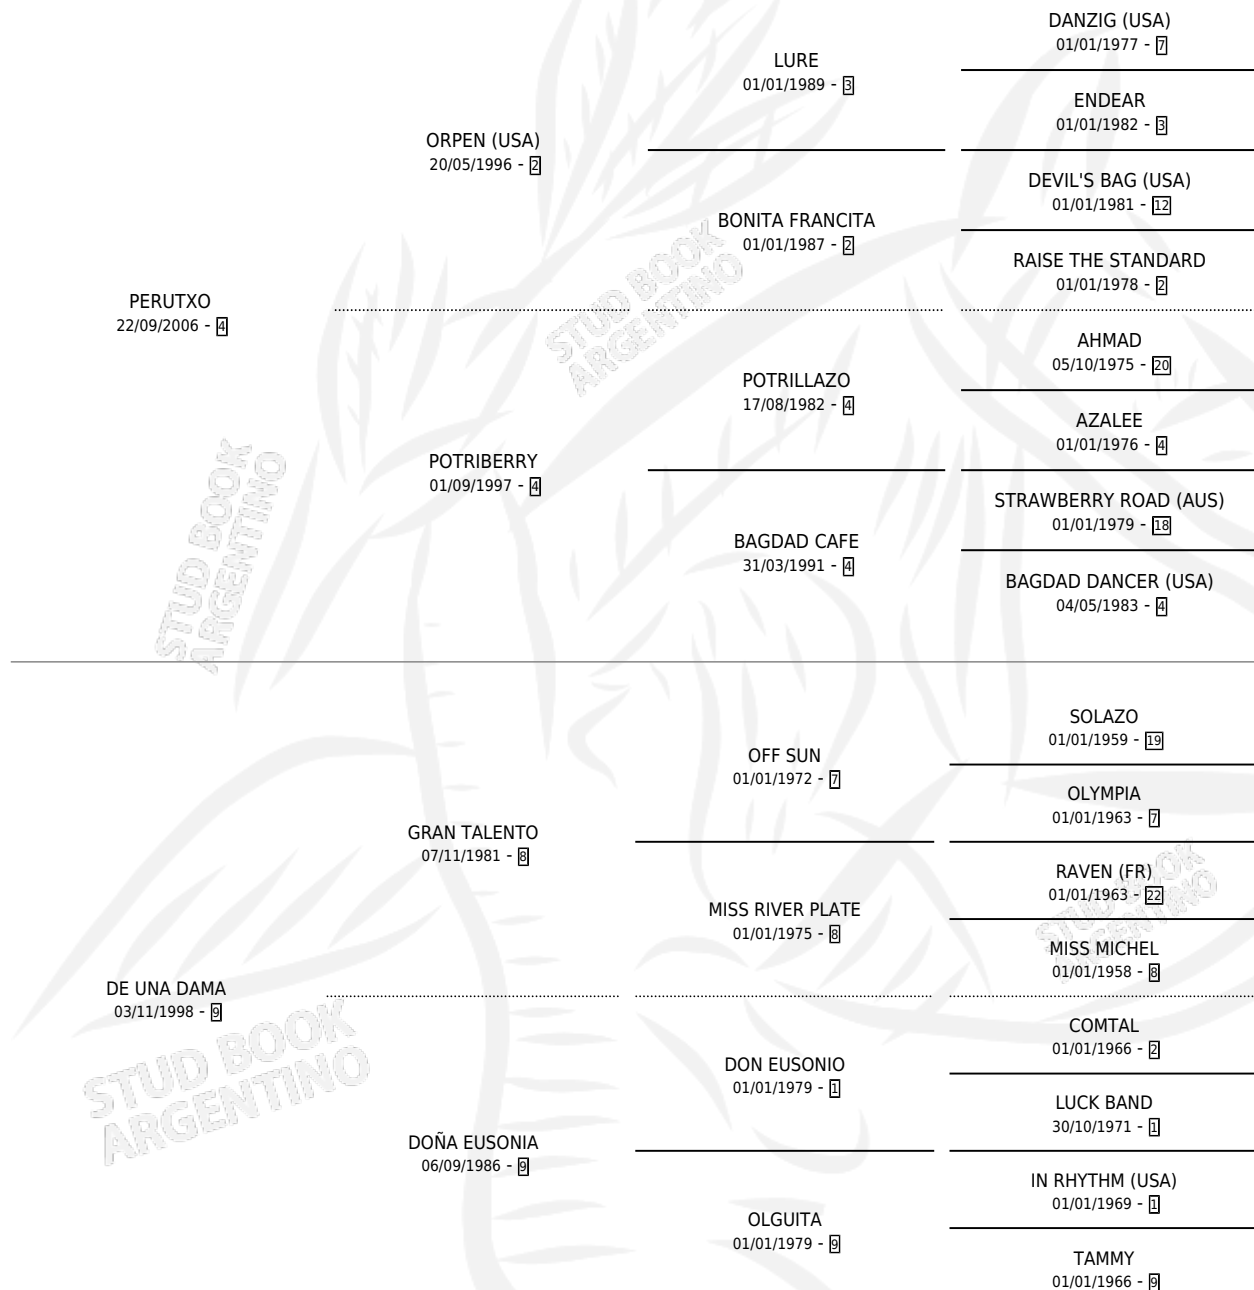 DANZIG (USA)
01/01/1977 - 7
LURE
01/01/1989 - 3
ENDEAR
01/01/1982 - 3
ORPEN (USA)
20/05/1996 - 2
DEVIL'S BAG (USA)
01/01/1981 - 12
BONITA FRANCITA
01/01/1987 - 2
RAISE THE STANDARD
01/01/1978 - 2
PERUTXO
22/09/2006 - 4
AHMAD
05/10/1975 - 20
POTRILLAZO
17/08/1982 - 4
AZALEE
01/01/1976 - 4
POTRIBERRY
01/09/1997 - 4
STRAWBERRY ROAD (AUS)
01/01/1979 - 18
BAGDAD CAFE
31/03/1991 - 4
BAGDAD DANCER (USA)
04/05/1983 - 4
SOLAZO
01/01/1959 - 19
OFF SUN
01/01/1972 - 7
OLYMPIA
01/01/1963 - 7
GRAN TALENTO
07/11/1981 - 8
RAVEN (FR)
01/01/1963 - 22
MISS RIVER PLATE
01/01/1975 - 8
MISS MICHEL
01/01/1958 - 8
DE UNA DAMA
03/11/1998 - 9
COMTAL
01/01/1966 - 2
DON EUSONIO
01/01/1979 - 1
LUCK BAND
30/10/1971 - 1
DOÑA EUSONIA
06/09/1986 - 9
IN RHYTHM (USA)
01/01/1969 - 1
OLGUITA
01/01/1979 - 9
TAMMY
01/01/1966 - 9
STUD BOOK
ARGENTINO
STUD BOOK
ARGENTINO
STUD BOOK
ARGENTINO
STUD BOOK
ARGENTINO